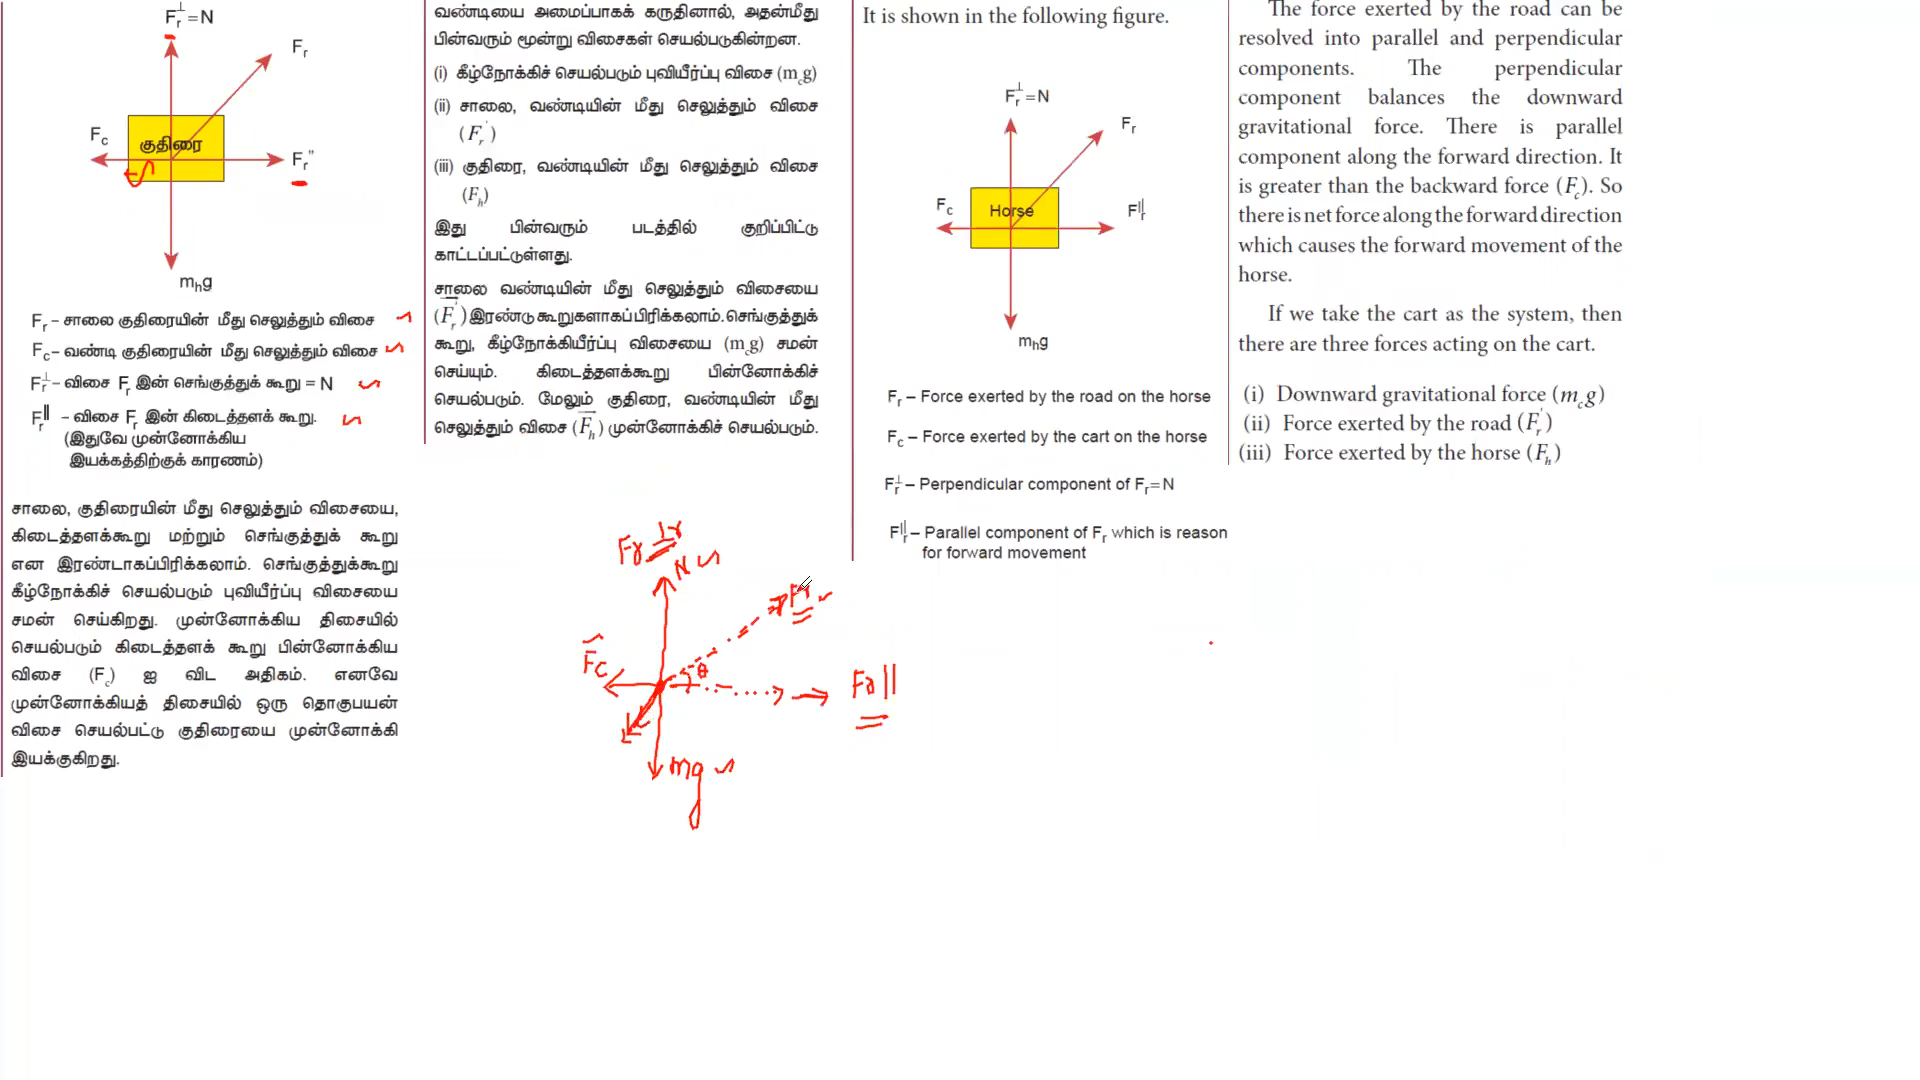 F⊥r=N
Fr
Fc
குதிரை
Fr"
mhg
Fr – சாலை குதிரையின் மீது செலுத்தும் விசை
Fc – வண்டி குதிரையின் மீது செலுத்தும் விசை
F⊥r – விசை Fr இன் செங்குத்துக் கூறு = N
F||r – விசை Fr இன் கிடைத்தளக் கூறு.
(இதுவே முன்னோக்கிய
இயக்கத்திற்குக் காரணம்)
சாலை, குதிரையின் மீது செலுத்தும் விசையை,
கிடைத்தளக்கூறு மற்றும் செங்குத்துக் கூறு
என இரண்டாகப்பிரிக்கலாம். செங்குத்துக்கூறு
கீழ்நோக்கிச் செயல்படும் புவியீர்ப்பு விசையை
சமன் செய்கிறது. முன்னோக்கிய திசையில்
செயல்படும் கிடைத்தளக் கூறு பின்னோக்கிய
விசை (Fc) ஐ விட அதிகம். எனவே
முன்னோக்கியத் திசையில் ஒரு தொகுபயன்
விசை செயல்பட்டு குதிரையை முன்னோக்கி
இயக்குகிறது.
வண்டியை அமைப்பாகக் கருதினால், அதன்மீது
பின்வரும் மூன்று விசைகள் செயல்படுகின்றன.
(i) கீழ்நோக்கிச் செயல்படும் புவியீர்ப்பு விசை (mcg)
(ii) சாலை, வண்டியின் மீது செலுத்தும் விசை
(Fr')
(iii) குதிரை, வண்டியின் மீது செலுத்தும் விசை
(Fh)
இது பின்வரும் படத்தில் குறிப்பிட்டு
காட்டப்பட்டுள்ளது.
சாலை வண்டியின் மீது செலுத்தும் விசையை
(Fr') இரண்டு கூறுகளாகப் பிரிக்கலாம். செங்குத்துக்
கூறு, கீழ்நோக்கியீர்ப்பு விசையை (mcg) சமன்
செய்யும். கிடைத்தளக்கூறு பின்னோக்கிச்
செயல்படும். மேலும் குதிரை, வண்டியின் மீது
செலுத்தும் விசை (Fh) முன்னோக்கிச் செயல்படும்.
Fr ⊥r
N
Fr
Fc
θ
Fr ||
mg
It is shown in the following figure.
F⊥r=N
Fr
Fc
Horse
F||r
mhg
Fr – Force exerted by the road on the horse
Fc – Force exerted by the cart on the horse
F⊥r – Perpendicular component of Fr=N
F||r – Parallel component of Fr which is reason
for forward movement
The force exerted by the road can be
resolved into parallel and perpendicular
components. The perpendicular
component balances the downward
gravitational force. There is parallel
component along the forward direction. It
is greater than the backward force (Fc). So
there is net force along the forward direction
which causes the forward movement of the
horse.
If we take the cart as the system, then
there are three forces acting on the cart.
(i) Downward gravitational force (mcg)
(ii) Force exerted by the road (Fr')
(iii) Force exerted by the horse (Fh)